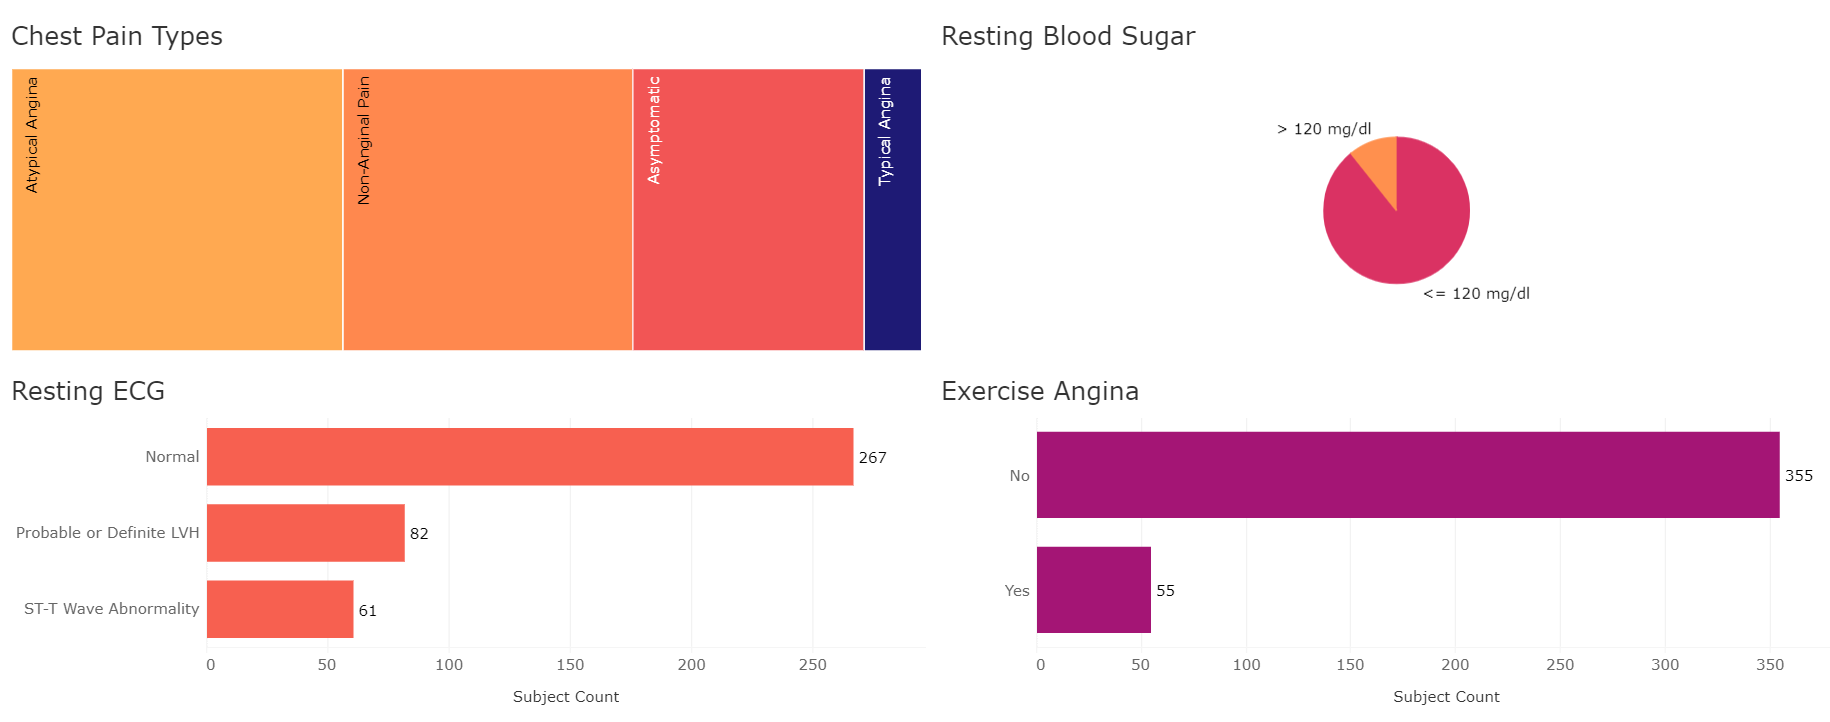 Chest Pain Types
Atypical Angina
Non-Anginal Pain
Asymptomatic
Typical Angina
Resting Blood Sugar
> 120 mg/dl
<= 120 mg/dl
Resting ECG
Normal
267
Probable or Definite LVH
82
ST-T Wave Abnormality
61
0 50 100 150 200 250
Subject Count
Exercise Angina
No
355
Yes
55
0 50 100 150 200 250 300 350
Subject Count